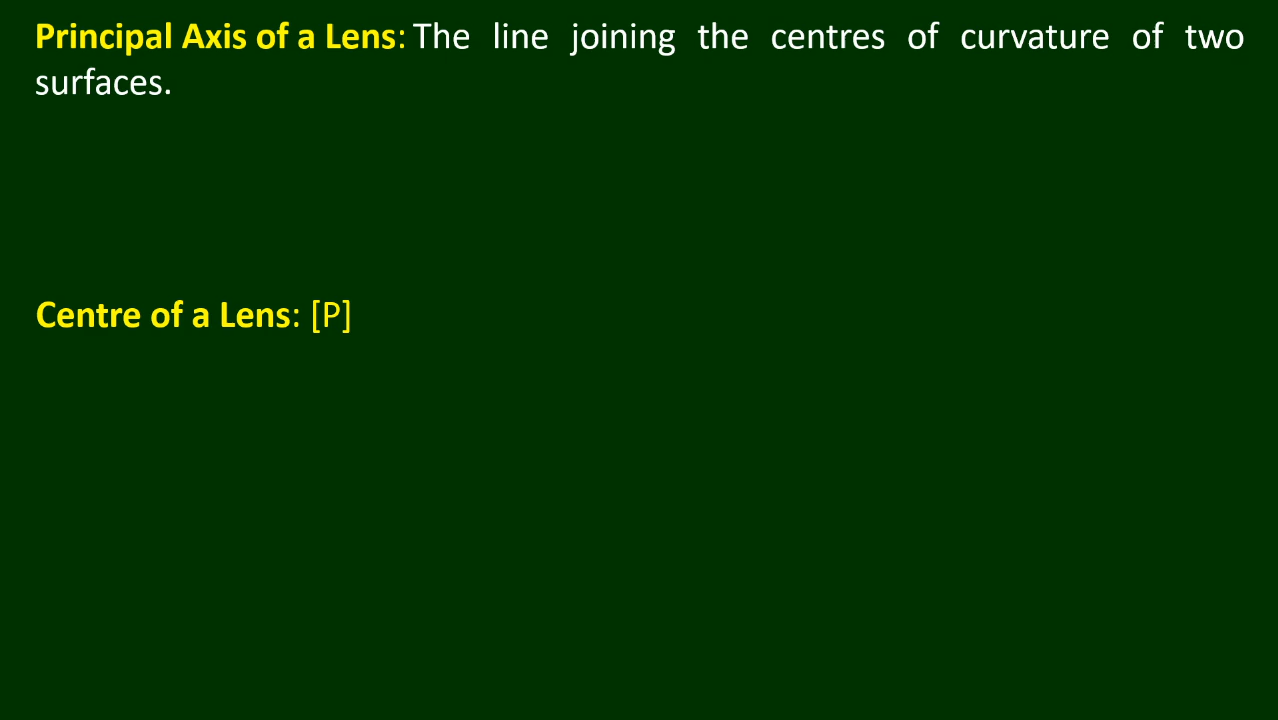 Principal Axis of a Lens: The line joining the centres of curvature of two
surfaces.
Centre of a Lens: [P]